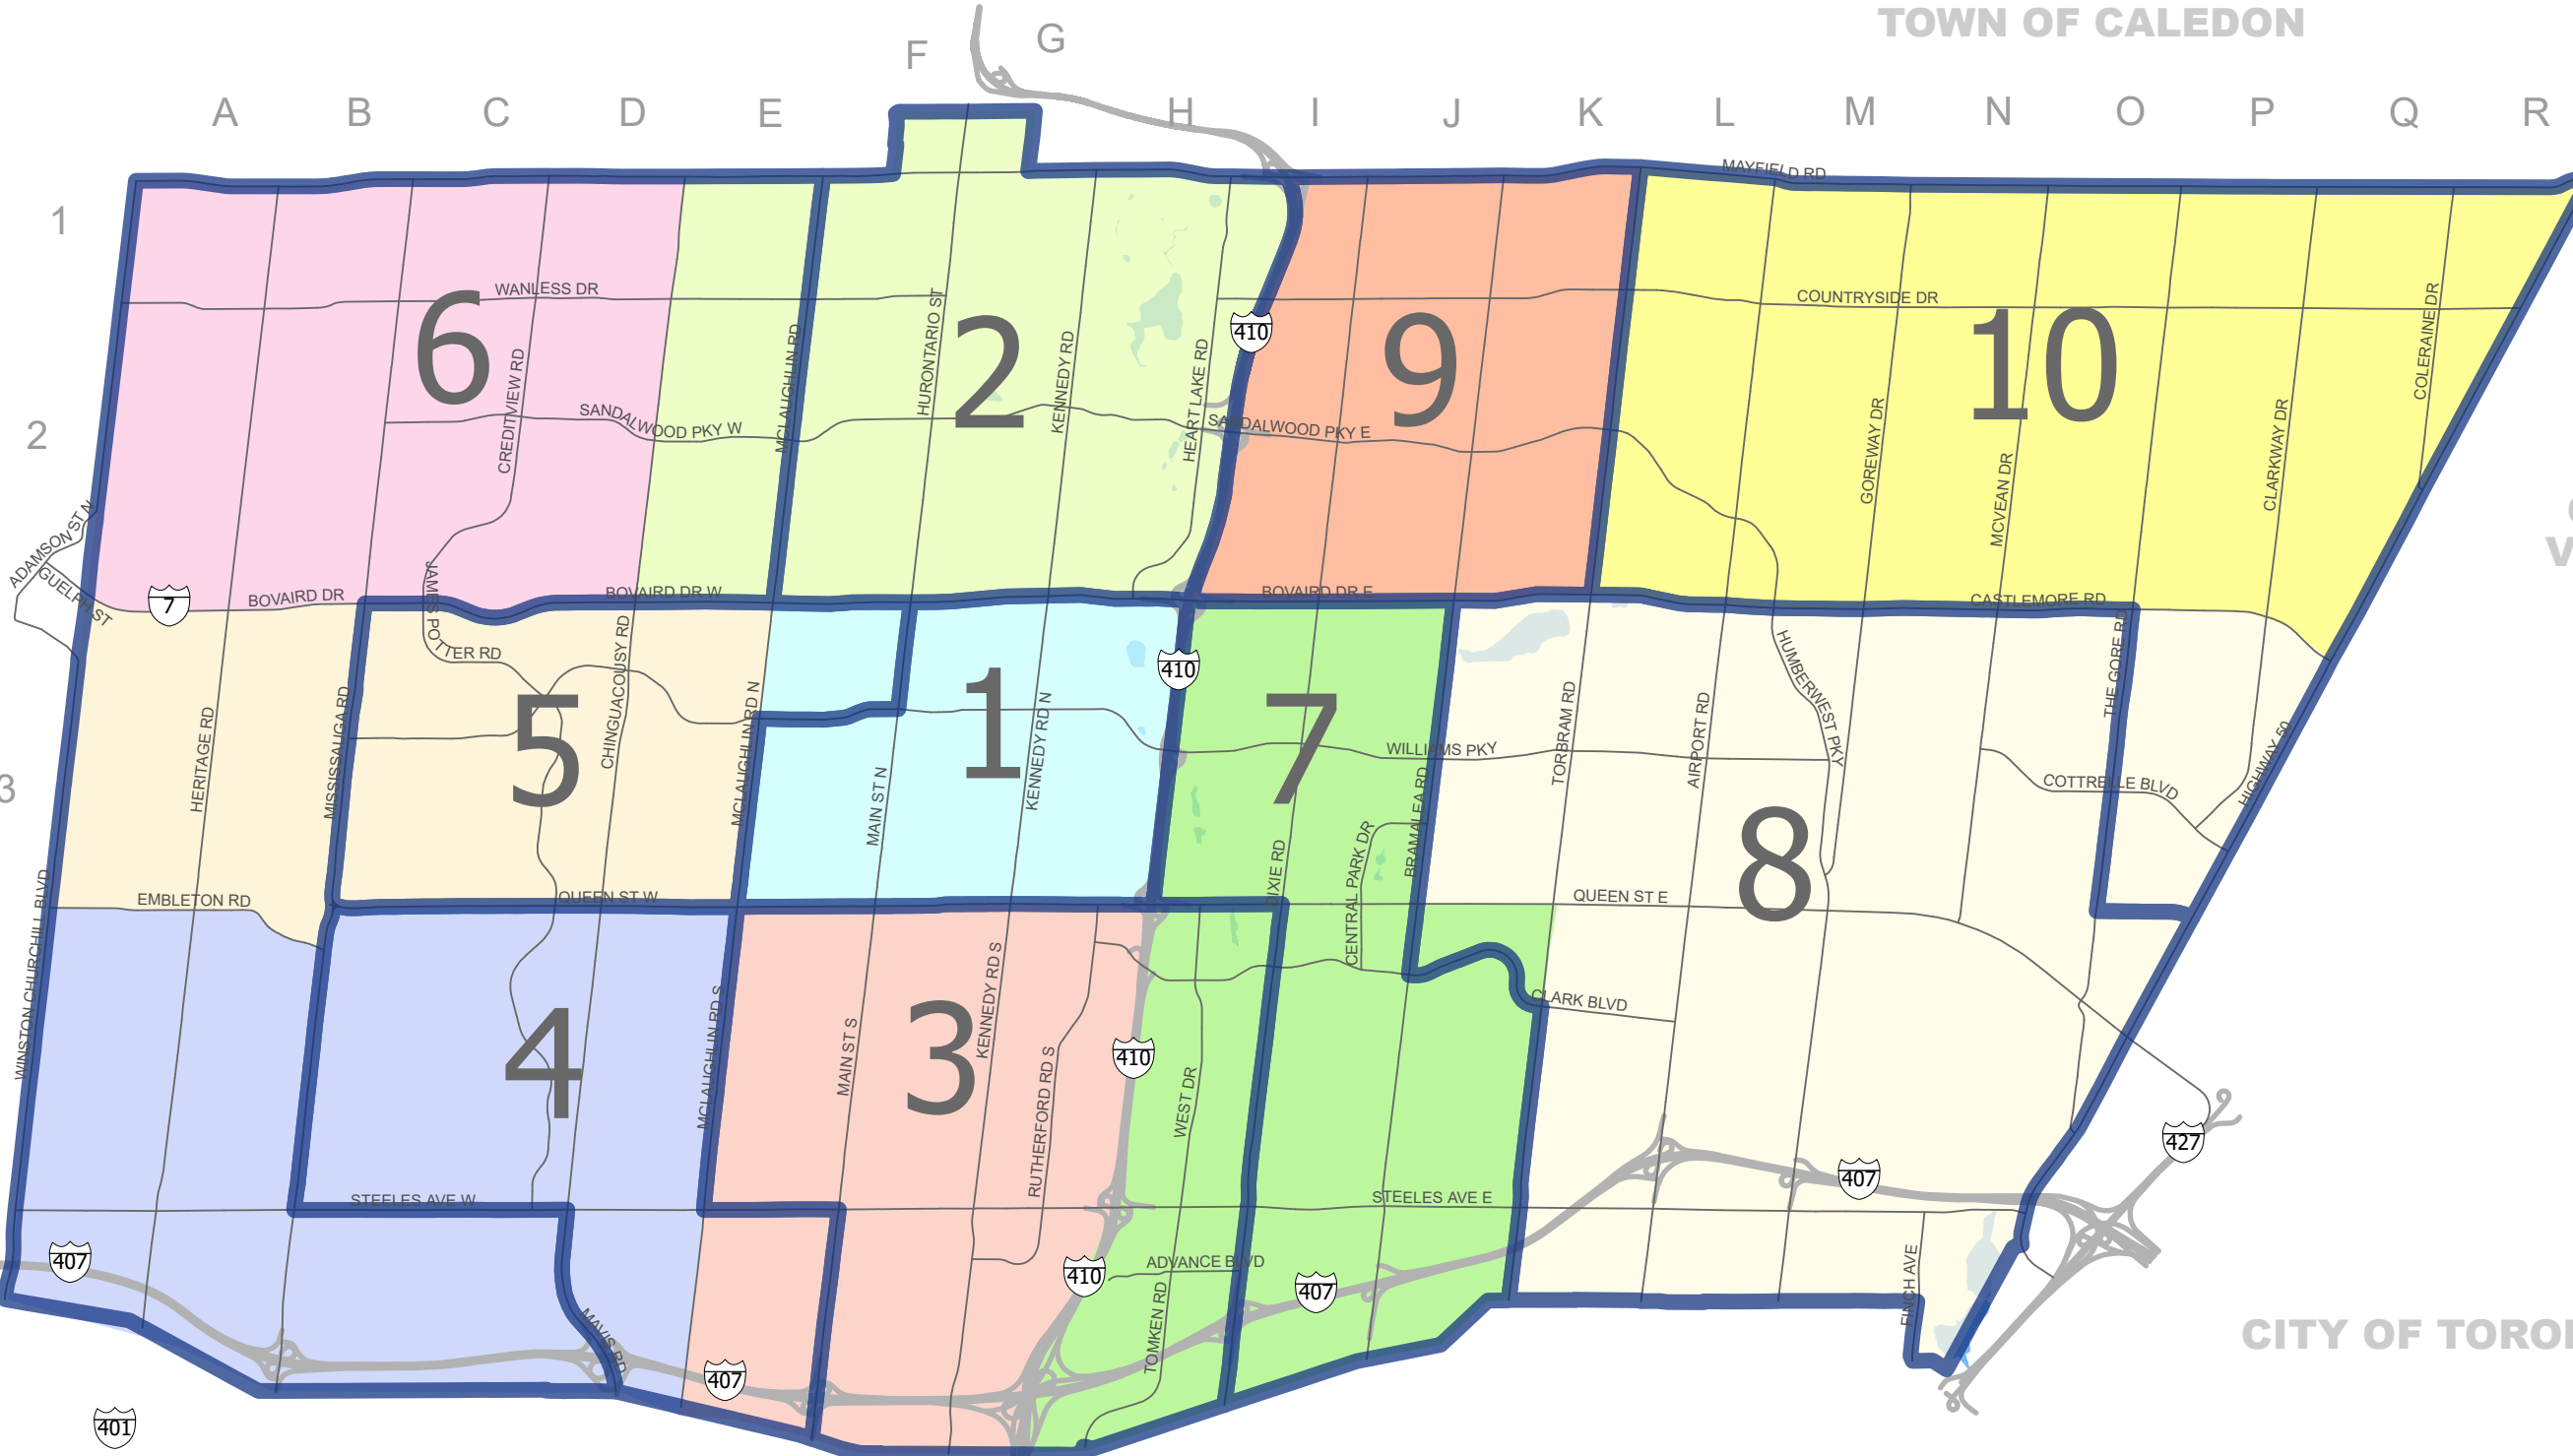 TOWN OF CALEDON
F
G
A
B
C
D
E
H
I
J
K
L
M
N
O
P
Q
R
MAYFIELD RD
1
WANLESS DR
COUNTRYSIDE DR
6
2
9
10
410
HURONTARIO ST
KENNEDY RD
HEART LAKE RD
MCLAUGHLIN RD
CREDITVIEW RD
COLERAINE DR
GOREWAY DR
MCVEAN DR
CLARKWAY DR
2
SANDALWOOD PKY W
SANDALWOOD PKY E
V
ADAMSON ST N
GUELPH ST
7
BOVAIRD DR
BOVAIRD DR W
BOVAIRD DR E
CASTLEMORE RD
JAMES POTTER RD
CHINGUACOUSY RD
HUMBERWEST PKY
THE GORE RD
410
3
HERITAGE RD
MISSISSAUGA RD
5
MCLAUGHLIN RD N
MAIN ST N
1
KENNEDY RD N
7
WILLIAMS PKY
TORBRAM RD
AIRPORT RD
COTTRELLE BLVD
HIGHWAY 50
8
DIXIE RD
CENTRAL PARK DR
BRAMALEA RD
WINSTON CHURCHILL BLVD
EMBLETON RD
QUEEN ST W
QUEEN ST E
CLARK BLVD
4
MCLAUGHLIN RD S
MAIN ST S
3
KENNEDY RD S
RUTHERFORD RD S
410
WEST DR
427
407
STEELES AVE W
STEELES AVE E
407
410
ADVANCE BLVD
407
TOMKEN RD
FINCH AVE
MAVIS RD
407
401
CITY OF TORO